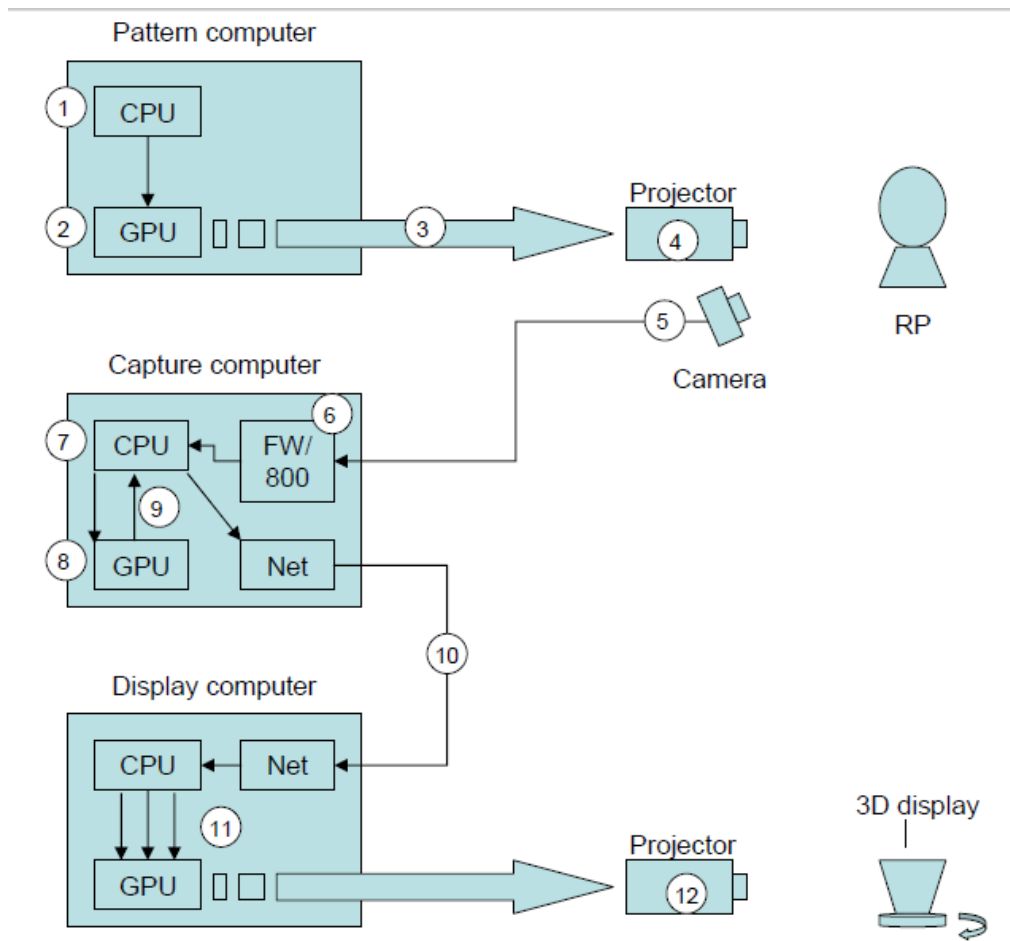 Pattern computer
1
CPU
2
GPU
3
Projector
4
RP
5
Camera
Capture computer
6
7
CPU
FW/
800
9
8
GPU
Net
10
Display computer
CPU
Net
11
GPU
Projector
12
3D display